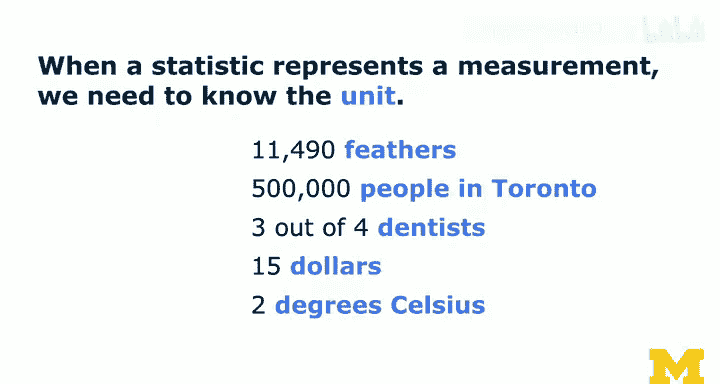 When a statistic represents a measurement,
we need to know the unit.
11,490 feathers
500,000 people in Toronto
3 out of 4 dentists
15 dollars
2 degrees Celsius
M